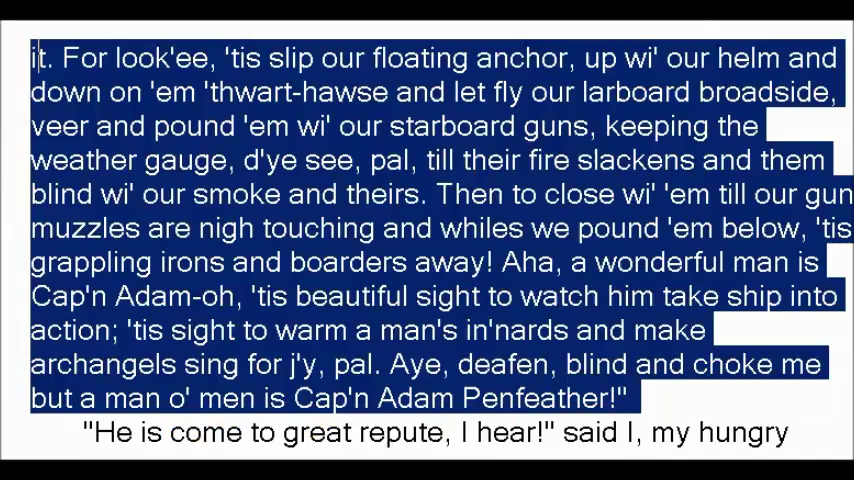 it. For look'ee, 'tis slip our floating anchor, up wi' our helm and
down on 'em 'thwart-hawse and let fly our larboard broadside,
veer and pound 'em wi' our starboard guns, keeping the
weather gauge, d'ye see, pal, till their fire slackens and them
blind wi' our smoke and theirs. Then to close wi' 'em till our gun
muzzles are nigh touching and whiles we pound 'em below, 'tis
grappling irons and boarders away! Aha, a wonderful man is
Cap'n Adam-oh, 'tis beautiful sight to watch him take ship into
action; 'tis sight to warm a man's in'nards and make
archangels sing for j'y, pal. Aye, deafen, blind and choke me
but a man o' men is Cap'n Adam Penfeather!"
"He is come to great repute, I hear!" said I, my hungry